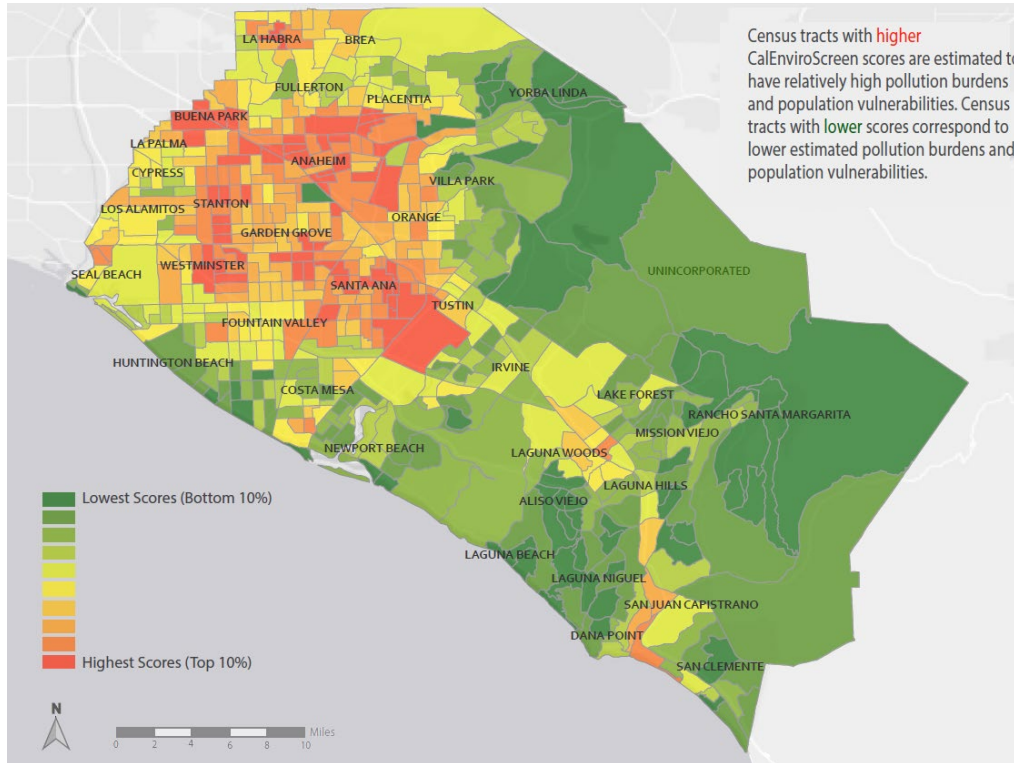 Census tracts with higher
CalEnviroScreen scores are estimated to
have relatively high pollution burdens
and population vulnerabilities. Census
tracts with lower scores correspond to
lower estimated pollution burdens and
population vulnerabilities.
LA HABRA
BREA
FULLERTON
PLACENTIA
YORBA LINDA
BUENA PARK
LA PALMA
ANAHEIM
CYPRESS
VILLA PARK
LOS ALAMITOS
STANTON
ORANGE
GARDEN GROVE
SEAL BEACH
WESTMINSTER
UNINCORPORATED
SANTA ANA
TUSTIN
FOUNTAIN VALLEY
HUNTINGTON BEACH
IRVINE
COSTA MESA
LAKE FOREST
RANCHO SANTA MARGARITA
MISSION VIEJO
NEWPORT BEACH
LAGUNA WOODS
LAGUNA HILLS
ALISO VIEJO
LAGUNA BEACH
LAGUNA NIGUEL
SAN JUAN CAPISTRANO
DANA POINT
SAN CLEMENTE
Lowest Scores (Bottom 10%)
Highest Scores (Top 10%)
N
Miles
0 2 4 6 8 10